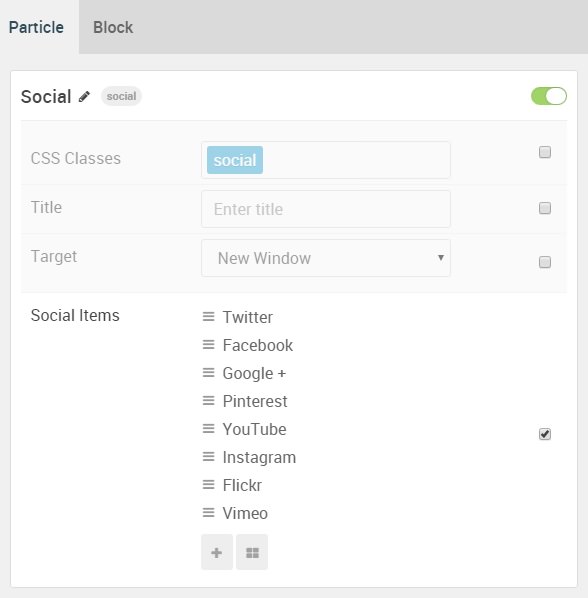 Particle Block
Social social
CSS Classes social
Title Enter title
Target New Window
Social Items
Twitter
Facebook
Google +
Pinterest
YouTube
Instagram
Flickr
Vimeo